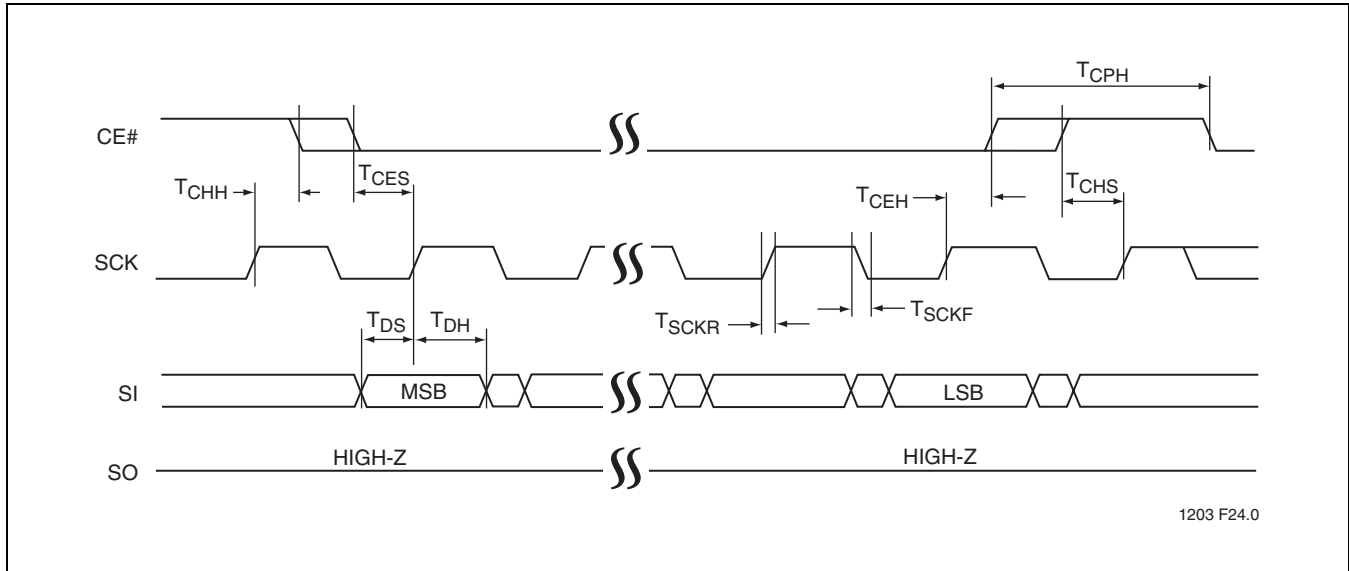 TCPH
CE#
TCHH
TCES
TCEH
TCHS
SCK
TDS
TDH
TSCKR
TSCKF
SI
MSB
LSB
SO
HIGH-Z
HIGH-Z
1203 F24.0